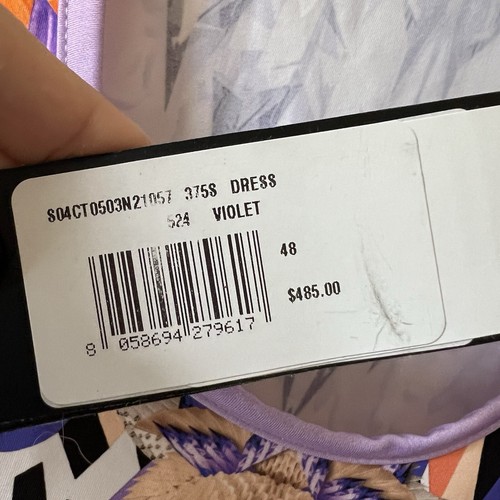 S04CT0503N21057 375S DRESS
524 VIOLET
48
$485.00
8 058694 279617